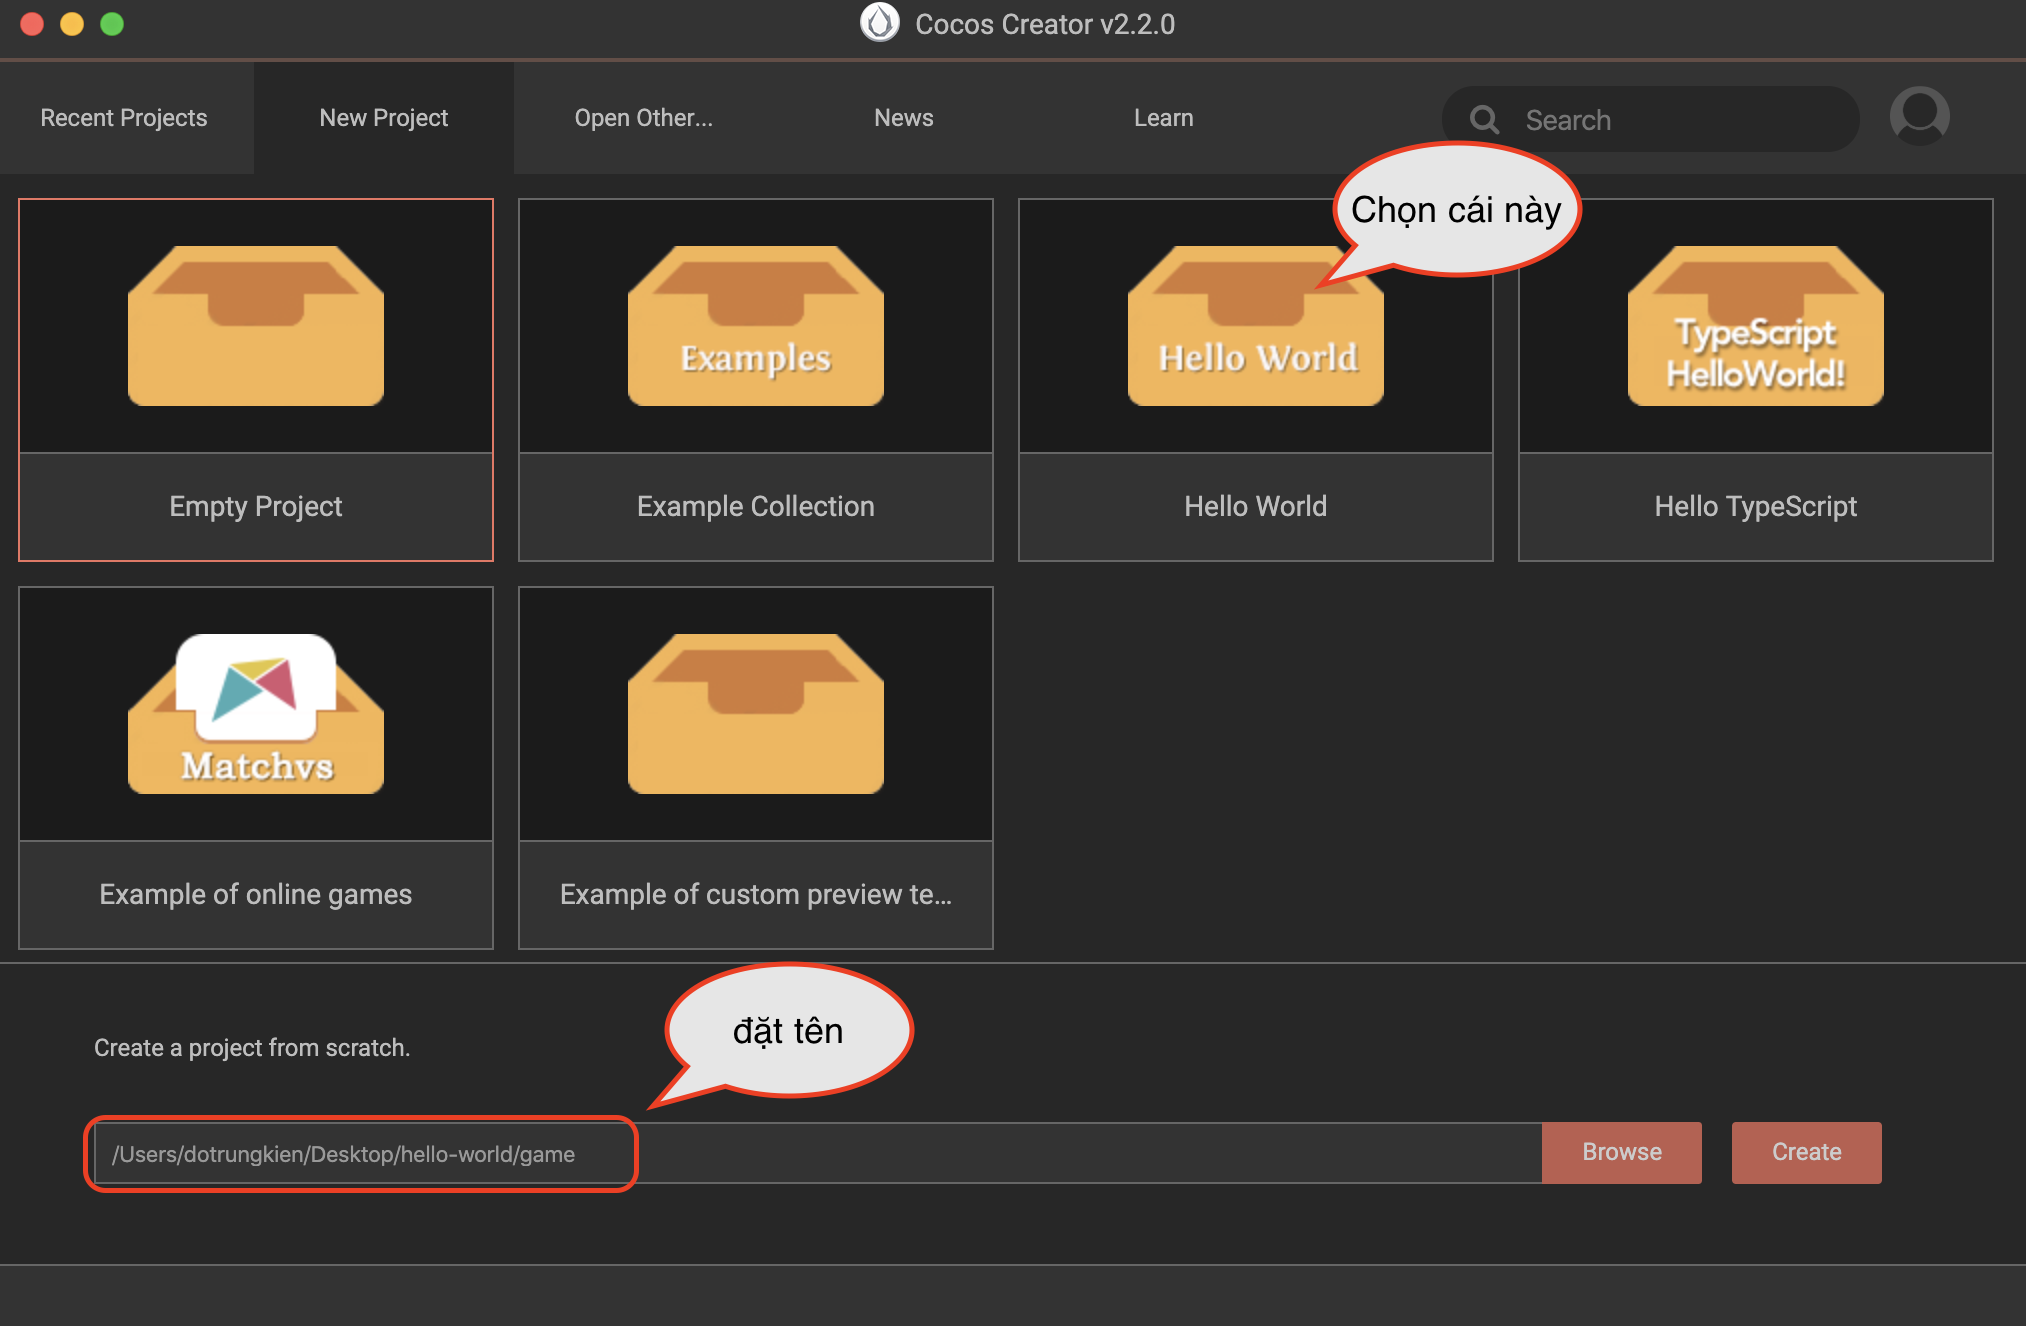 Cocos Creator v2.2.0
Recent Projects
New Project
Open Other...
News
Learn
Search
Chọn cái này
Examples
Hello World
TypeScript
HelloWorld!
Empty Project
Example Collection
Hello World
Hello TypeScript
Matchvs
Example of online games
Example of custom preview te...
đặt tên
Create a project from scratch.
/Users/dotrungkien/Desktop/hello-world/game
Browse
Create